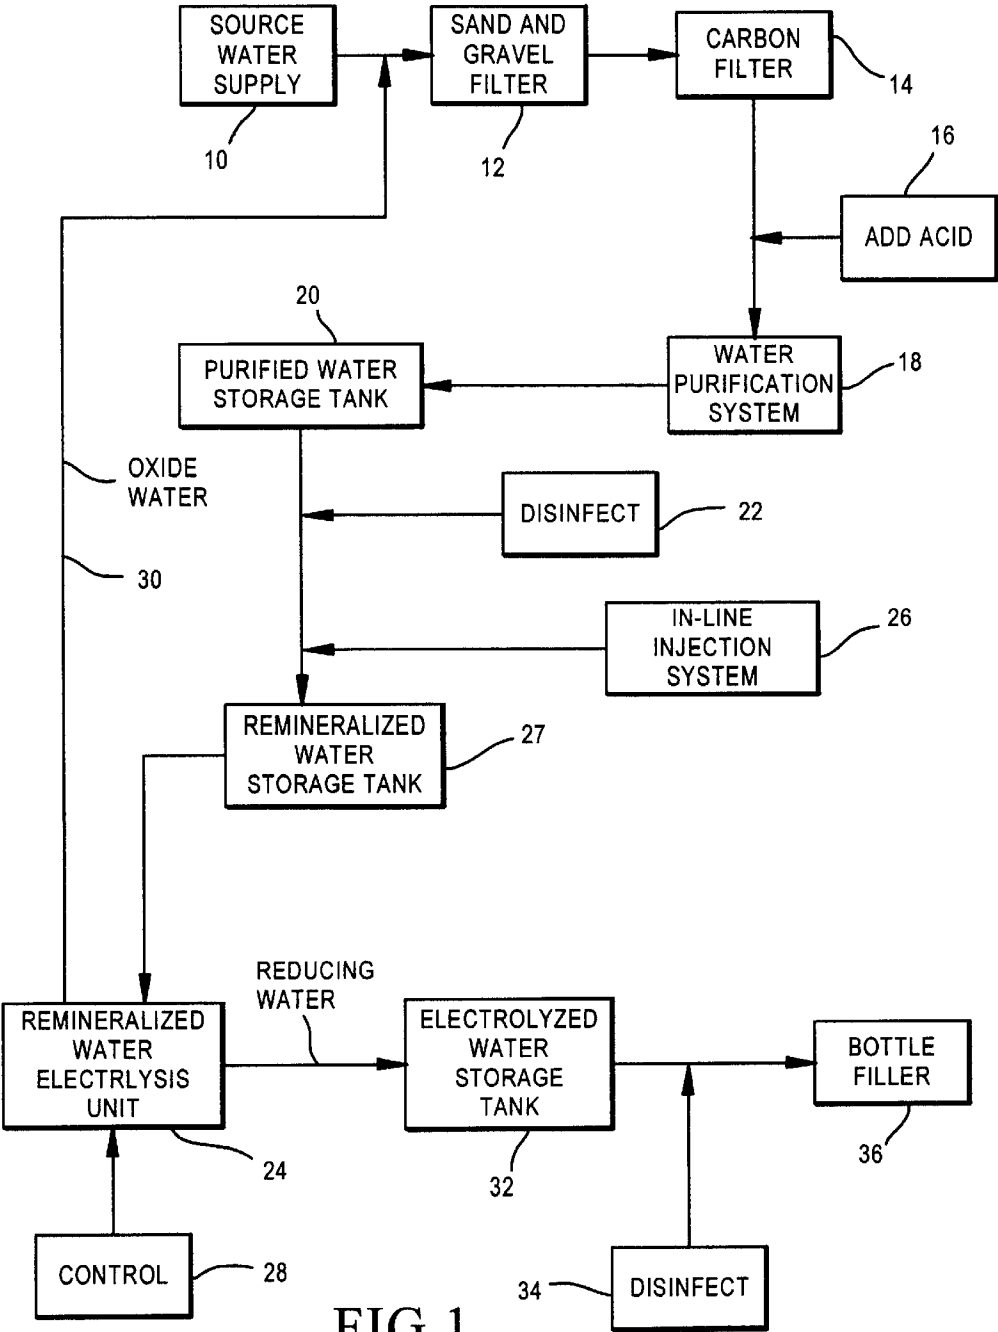 SOURCE
WATER
SUPPLY
10
SAND AND
GRAVEL
FILTER
12
CARBON
FILTER
14
16
ADD ACID
20
PURIFIED WATER
STORAGE TANK
WATER
PURIFICATION
SYSTEM
18
OXIDE
WATER
30
DISINFECT
22
IN-LINE
INJECTION
SYSTEM
26
REMINERALIZED
WATER
STORAGE TANK
27
REDUCING
WATER
REMINERALIZED
WATER
ELECTRLYSIS
UNIT
24
ELECTROLYZED
WATER
STORAGE
TANK
32
BOTTLE
FILLER
36
CONTROL
28
34
DISINFECT
FIG.1